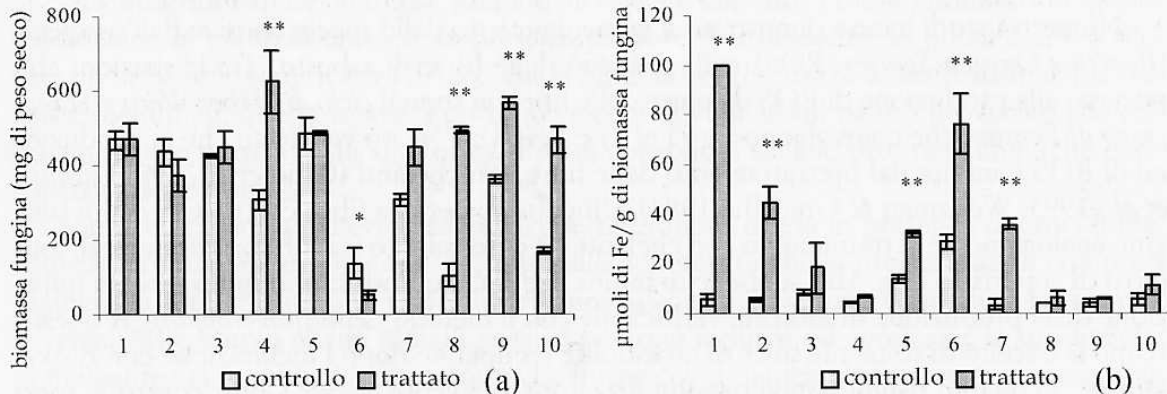 biomassa fungina (mg di peso secco)
800
600
400
200
0
** * ** ** **
1 2 3 4 5 6 7 8 9 10
controllo trattato (a)
µmoli di Fe/ g di biomassa fungina
120
100
80
60
40
20
0
** ** ** ** **
1 2 3 4 5 6 7 8 9 10
controllo trattato (b)